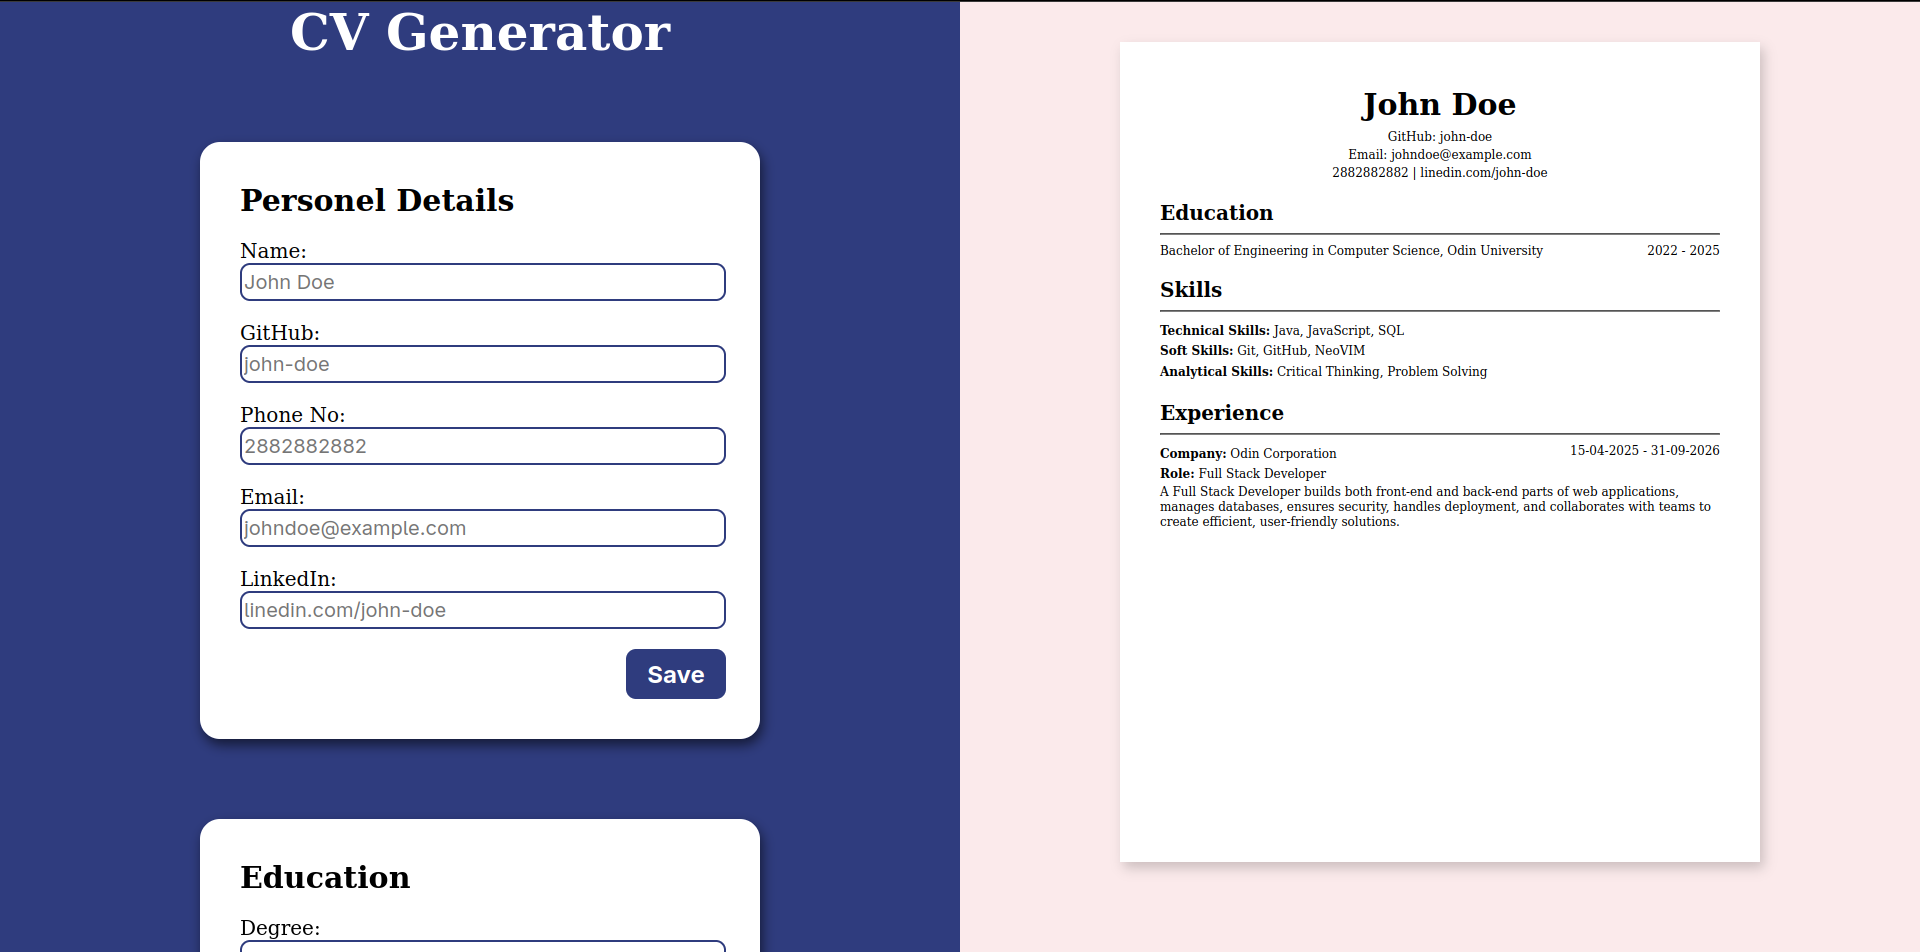 CV Generator
Personel Details
Name:
John Doe
GitHub:
john-doe
Phone No:
2882882882
Email:
johndoe@example.com
LinkedIn:
linedin.com/john-doe
Save
Education
Degree:
John Doe
GitHub: john-doe
Email: johndoe@example.com
2882882882 | linedin.com/john-doe
Education
Bachelor of Engineering in Computer Science, Odin University 2022 - 2025
Skills
Technical Skills: Java, JavaScript, SQL
Soft Skills: Git, GitHub, NeoVIM
Analytical Skills: Critical Thinking, Problem Solving
Experience
Company: Odin Corporation 15-04-2025 - 31-09-2026
Role: Full Stack Developer
A Full Stack Developer builds both front-end and back-end parts of web applications,
manages databases, ensures security, handles deployment, and collaborates with teams to
create efficient, user-friendly solutions.